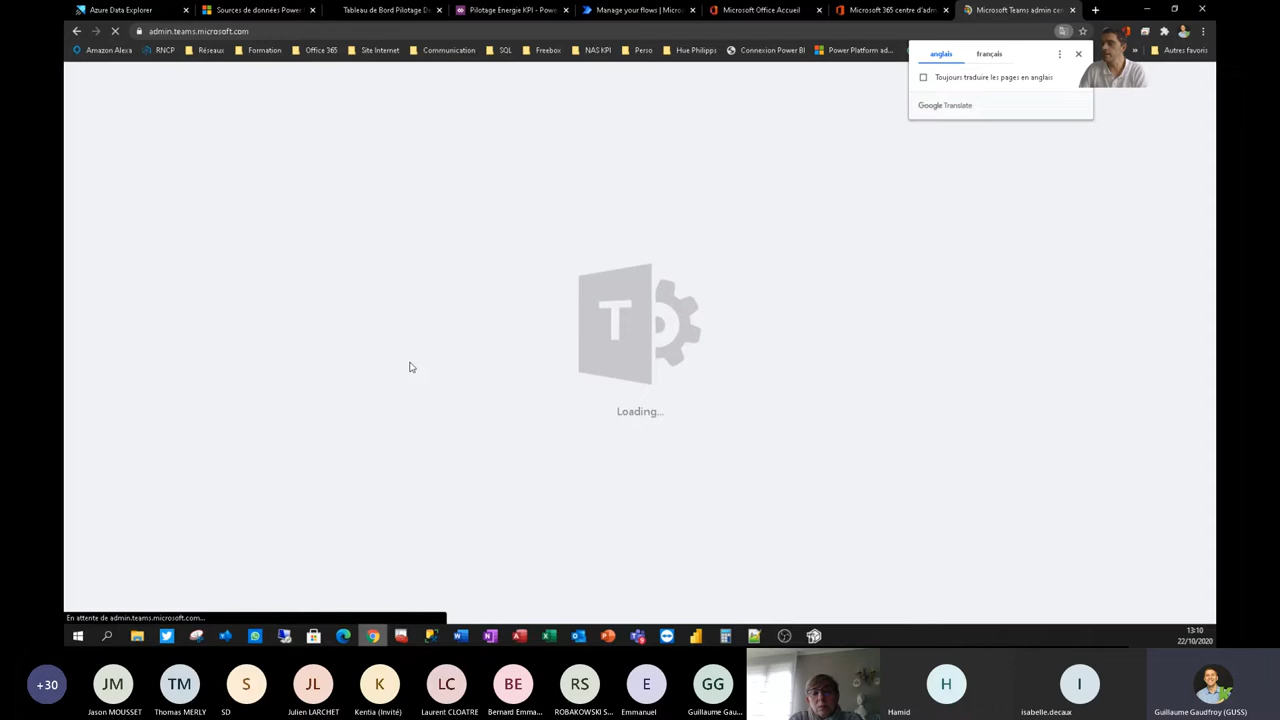 Azure Data Explorer
Sources de données Power
Tableau de Bord Pilotage De
Pilotage Energie KPI - Powe
Manage your flows | Micros
Microsoft Office Accueil
Microsoft 365 centre d'adm
Microsoft Teams admin cen
admin.teams.microsoft.com
Amazon Alexa
RNCP
Réseaux
Formation
Office 365
Site Internet
Communication
SQL
Freebox
NAS KPI
Perso
Hue Philipps
Connexion Power BI
Power Platform ad...
»
Autres favoris
anglais
français
Toujours traduire les pages en anglais
Google Translate
T
Loading...
En attente de admin.teams.microsoft.com...
13:10
22/10/2020
+30
JM
TM
S
JL
K
LC
BE
RS
E
GG
H
I
Jason MOUSSET
Thomas MERLY
SD
Julien LARCHET
Kentia (Invité)
Laurent CLOATRE
Bernard Emma...
ROBAKOWSKI S...
Emmanuel
Guillaume Gau...
Hamid
isabelle.decaux
Guillaume Gaudfroy (GUSS)